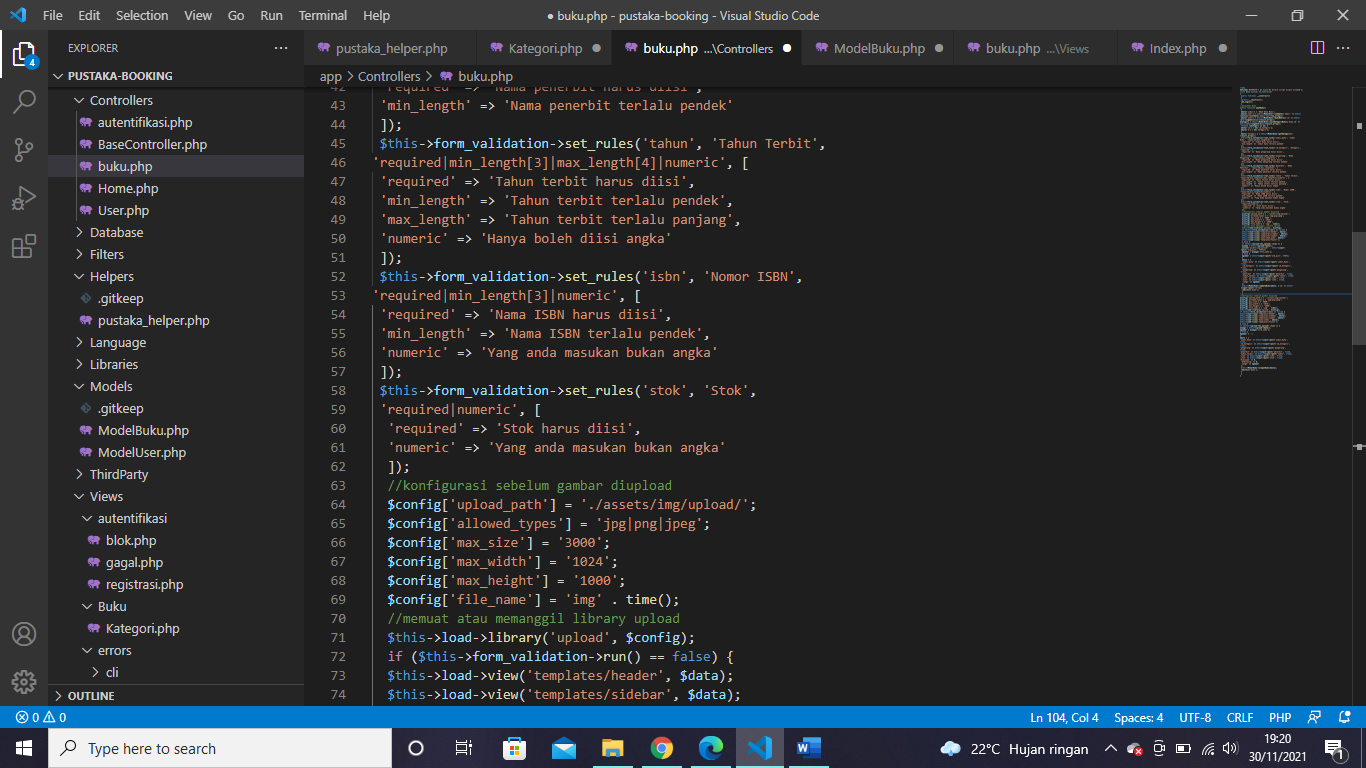 File Edit Selection View Go Run Terminal Help
● buku.php - pustaka-booking - Visual Studio Code
EXPLORER
pustaka_helper.php
Kategori.php
buku.php ...\Controllers
ModelBuku.php
buku.php ...\Views
Index.php
app > Controllers > buku.php
4
PUSTAKA-BOOKING
Controllers
autentifikasi.php
BaseController.php
buku.php
Home.php
User.php
Database
Filters
Helpers
.gitkeep
pustaka_helper.php
Language
Libraries
Models
.gitkeep
ModelBuku.php
ModelUser.php
ThirdParty
Views
autentifikasi
blok.php
gagal.php
registrasi.php
Buku
Kategori.php
errors
cli
OUTLINE
42 'required' => 'Nama penerbit harus diisi',
43 'min_length' => 'Nama penerbit terlalu pendek'
44 ]);
45 $this->form_validation->set_rules('tahun', 'Tahun Terbit',
46 'required|min_length[3]|max_length[4]|numeric', [
47 'required' => 'Tahun terbit harus diisi',
48 'min_length' => 'Tahun terbit terlalu pendek',
49 'max_length' => 'Tahun terbit terlalu panjang',
50 'numeric' => 'Hanya boleh diisi angka'
51 ]);
52 $this->form_validation->set_rules('isbn', 'Nomor ISBN',
53 'required|min_length[3]|numeric', [
54 'required' => 'Nama ISBN harus diisi',
55 'min_length' => 'Nama ISBN terlalu pendek',
56 'numeric' => 'Yang anda masukan bukan angka'
57 ]);
58 $this->form_validation->set_rules('stok', 'Stok',
59 'required|numeric', [
60 'required' => 'Stok harus diisi',
61 'numeric' => 'Yang anda masukan bukan angka'
62 ]);
63 //konfigurasi sebelum gambar diupload
64 $config['upload_path'] = './assets/img/upload/';
65 $config['allowed_types'] = 'jpg|png|jpeg';
66 $config['max_size'] = '3000';
67 $config['max_width'] = '1024';
68 $config['max_height'] = '1000';
69 $config['file_name'] = 'img' . time();
70 //memuat atau memanggil library upload
71 $this->load->library('upload', $config);
72 if ($this->form_validation->run() == false) {
73 $this->load->view('templates/header', $data);
74 $this->load->view('templates/sidebar', $data);
0 0
Ln 104, Col 4 Spaces: 4 UTF-8 CRLF PHP
Type here to search
22°C Hujan ringan
19:20
30/11/2021
1